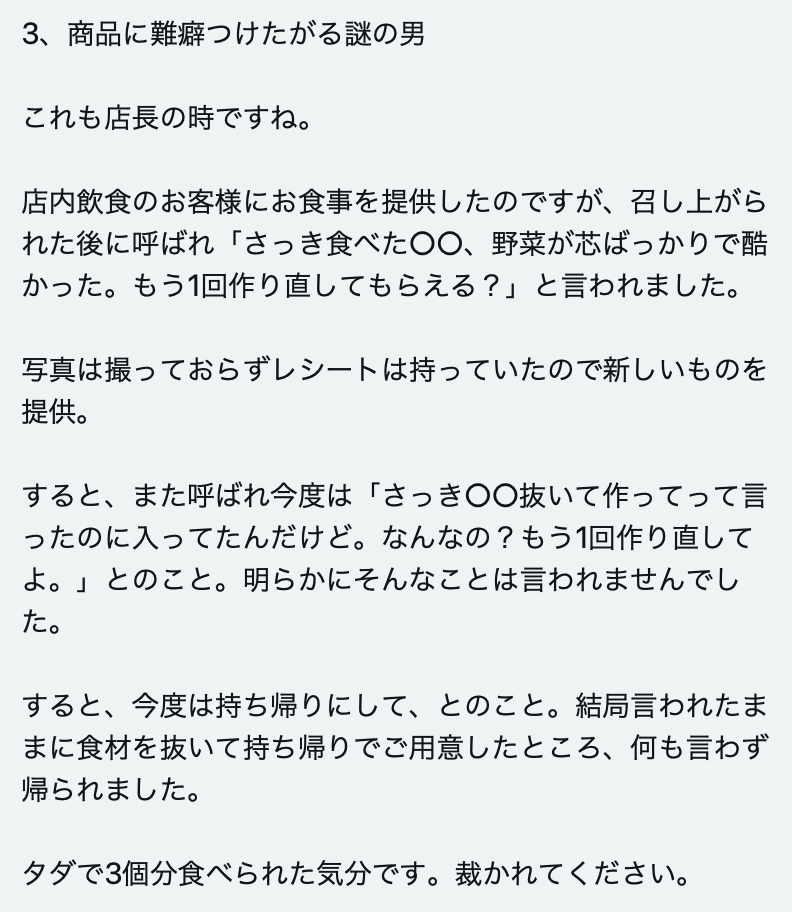 3、商品に難癖つけたがる謎の男
これも店長の時ですね。
店内飲食のお客様にお食事を提供したのですが、召し上がら
れた後に呼ばれ「さっき食べた〇〇、野菜が芯ばっかりで酷
かった。もう1回作り直してもらえる？」と言われました。
写真は撮っておらずレシートは持っていたので新しいものを
提供。
すると、また呼ばれ今度は「さっき〇〇抜いて作ってって言
ったのに入ってたんだけど。なんなの？もう1回作り直して
よ。」とのこと。明らかにそんなことは言われませんでし
た。
すると、今度は持ち帰りにして、とのこと。結局言われたま
まに食材を抜いて持ち帰りでご用意したところ、何も言わず
帰られました。
タダで3個分食べられた気分です。裁かれてください。